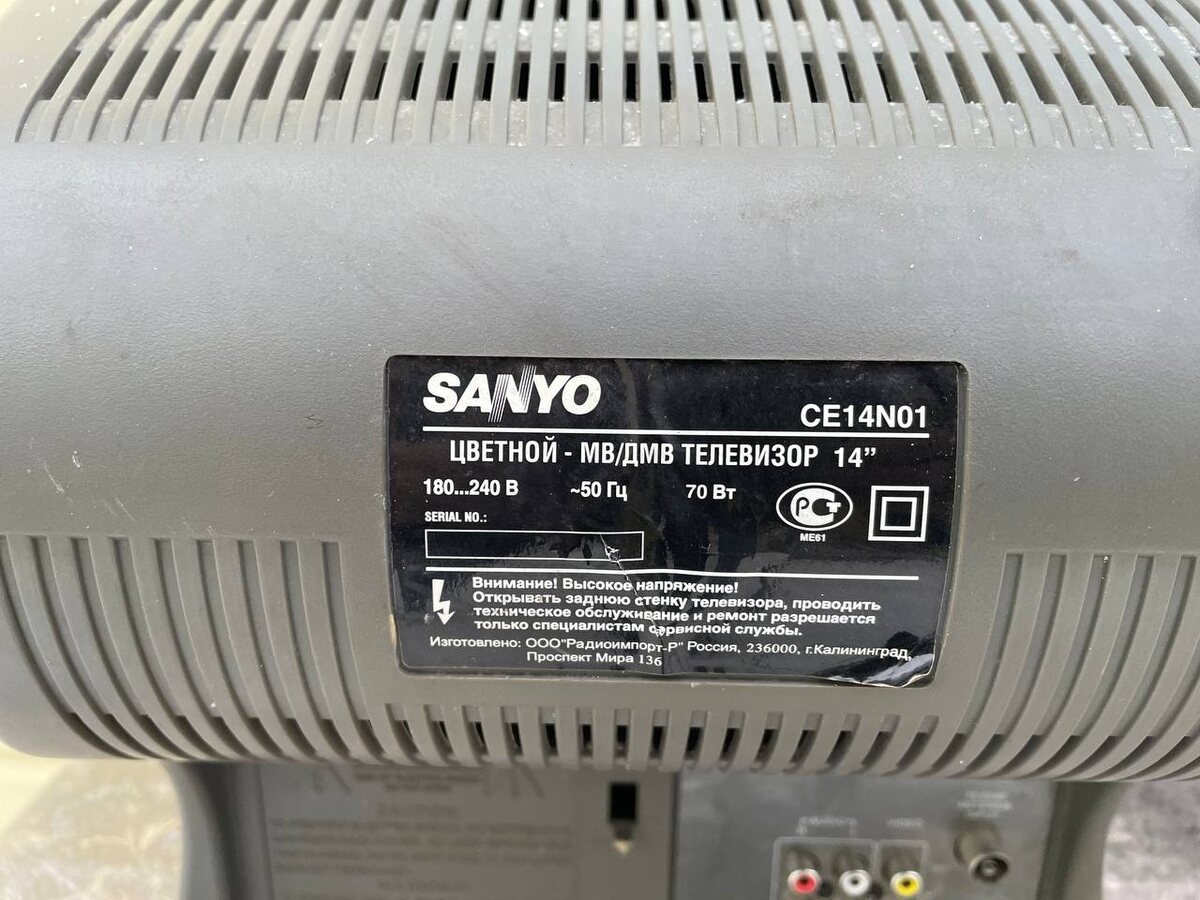 SANYO
CE14N01
ЦВЕТНОЙ - МВ/ДМВ ТЕЛЕВИЗОР 14”
180...240 В ~50 Гц 70 Вт
SERIAL NO.:
РСТ
МЕ61
Внимание! Высокое напряжение!
Открывать заднюю стенку телевизора, проводить
техническое обслуживание и ремонт разрешается
только специалистам сервисной службы.
Изготовлено: ООО"Радиоимпорт-Р" Россия, 236000, г.Калининград,
Проспект Мира 136